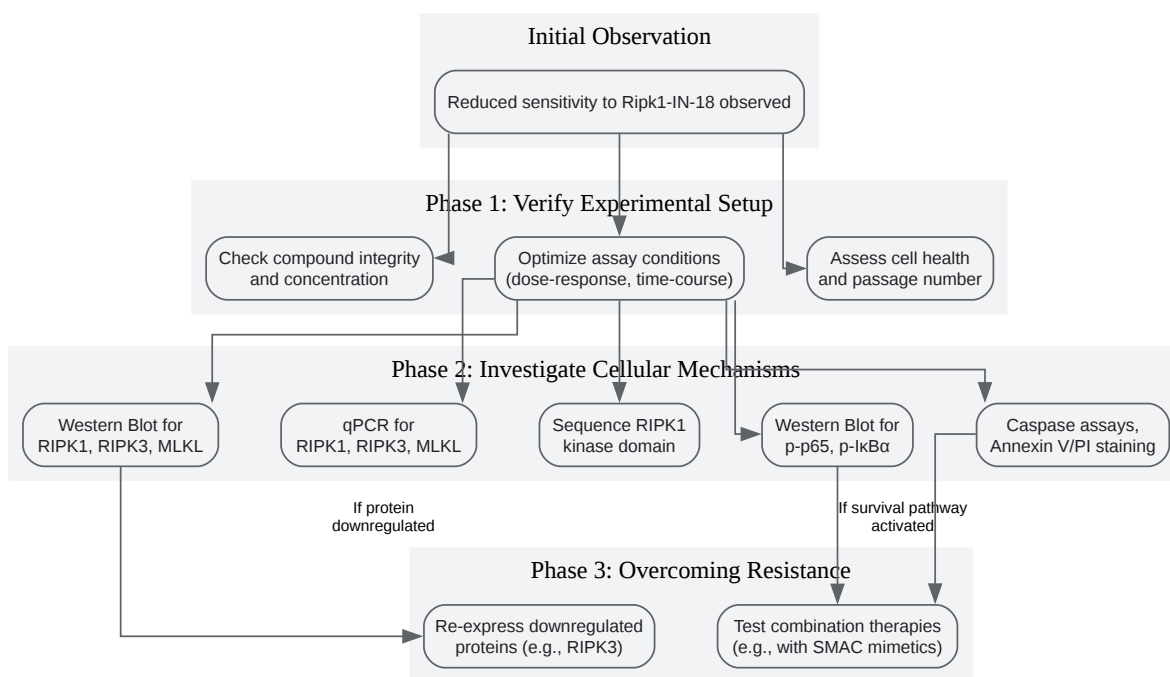 Initial Observation
Reduced sensitivity to Ripk1-IN-18 observed
Phase 1: Verify Experimental Setup
Check compound integrity
and concentration
Optimize assay conditions
(dose-response, time-course)
Assess cell health
and passage number
Phase 2: Investigate Cellular Mechanisms
Western Blot for
RIPK1, RIPK3, MLKL
qPCR for
RIPK1, RIPK3, MLKL
Sequence RIPK1
kinase domain
Western Blot for
p-p65, p-IκBα
Caspase assays,
Annexin V/PI staining
If protein
downregulated
If survival pathway
activated
Phase 3: Overcoming Resistance
Re-express downregulated
proteins (e.g., RIPK3)
Test combination therapies
(e.g., with SMAC mimetics)